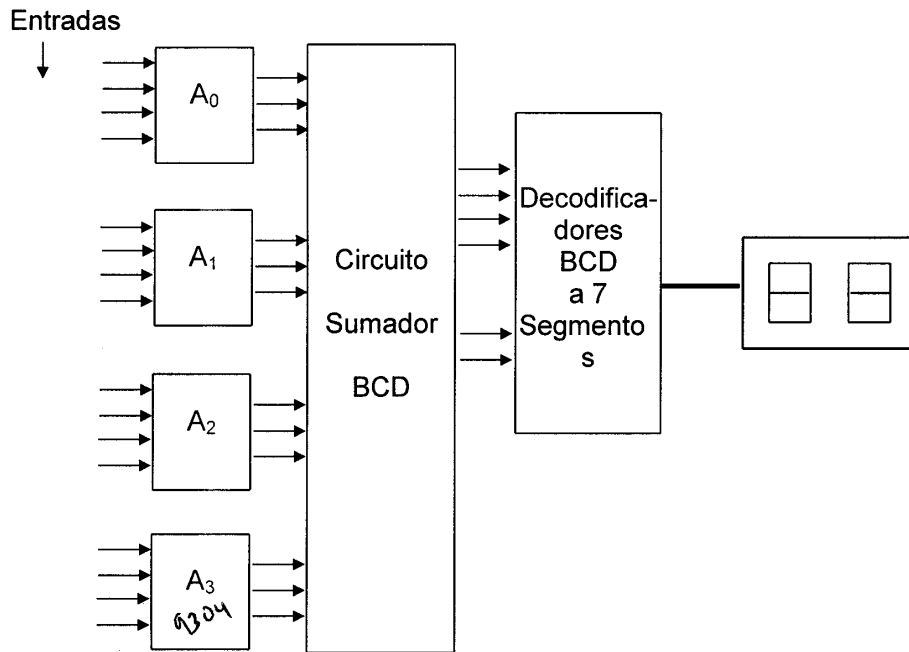 Entradas
A₀
A₁
A₂
A₃
9304
Circuito
Sumador
BCD
Decodifica-
dores
BCD
a 7
Segmento
s